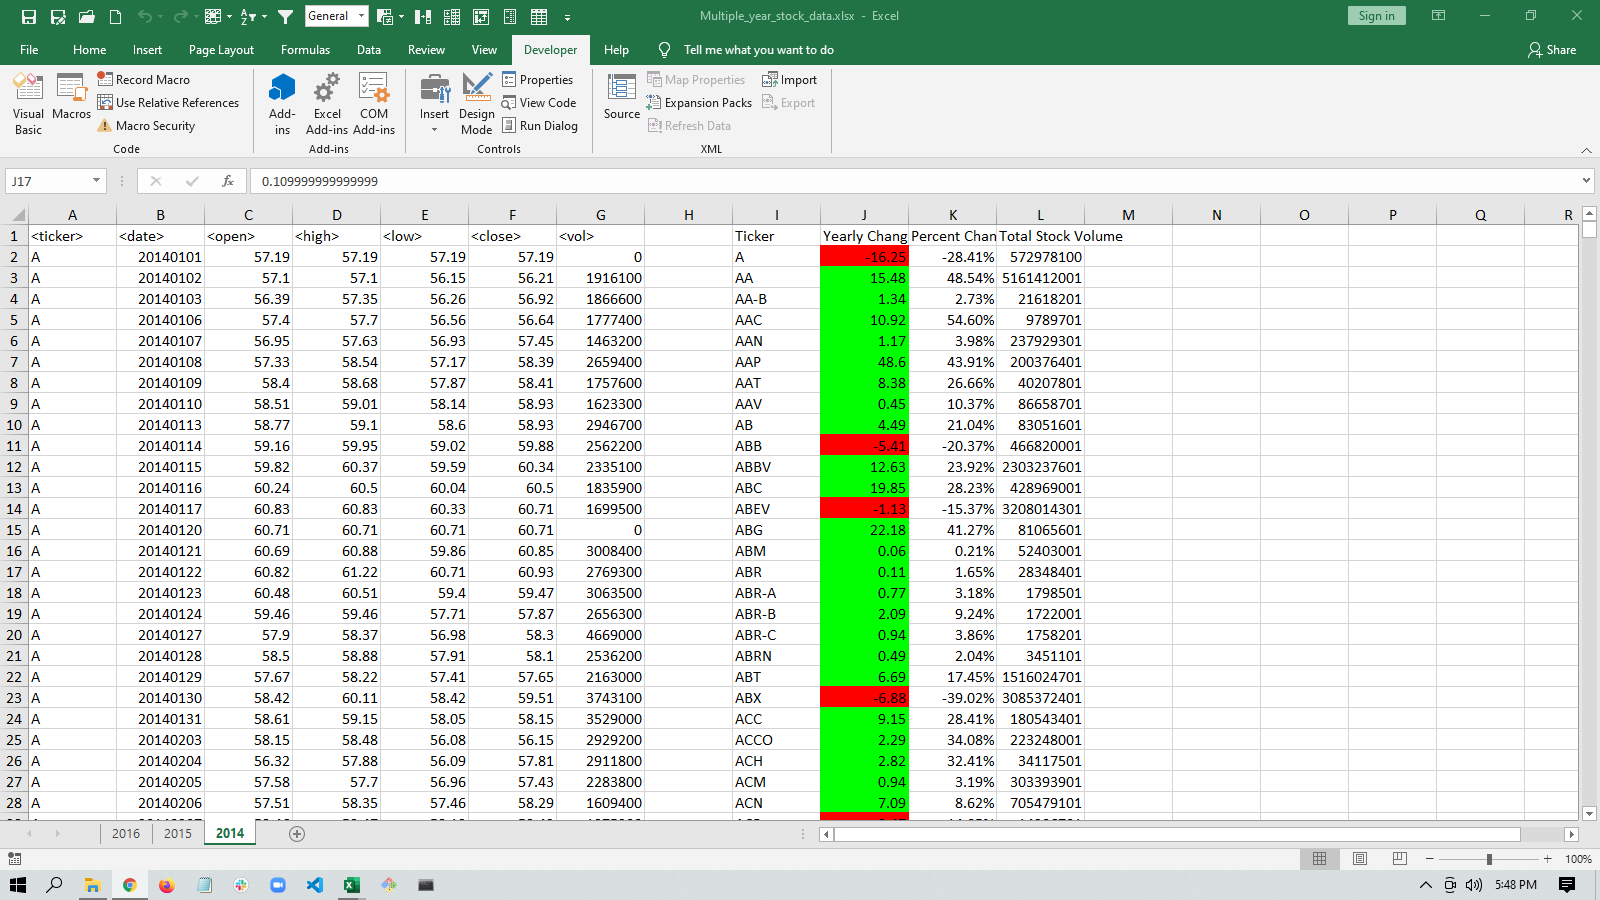 General
Multiple_year_stock_data.xlsx - Excel
Sign in
File Home Insert Page Layout Formulas Data Review View Developer Help Tell me what you want to do Share
Visual Basic
Macros
Record Macro
Use Relative References
Macro Security
Code
Add-ins
Excel Add-ins
COM Add-ins
Add-ins
Insert
Design Mode
Properties
View Code
Run Dialog
Controls
Source
Map Properties
Expansion Packs
Refresh Data
Import
Export
XML
J17 fx 0.109999999999999
A B C D E F G H I J K L M N O P Q R
1 <ticker> <date> <open> <high> <low> <close> <vol> Ticker Yearly Chang Percent Chan Total Stock Volume
2 A 20140101 57.19 57.19 57.19 57.19 0 A -16.25 -28.41% 572978100
3 A 20140102 57.1 57.1 56.15 56.21 1916100 AA 15.48 48.54% 5161412001
4 A 20140103 56.39 57.35 56.26 56.92 1866600 AA-B 1.34 2.73% 21618201
5 A 20140106 57.4 57.7 56.56 56.64 1777400 AAC 10.92 54.60% 9789701
6 A 20140107 56.95 57.63 56.93 57.45 1463200 AAN 1.17 3.98% 237929301
7 A 20140108 57.33 58.54 57.17 58.39 2659400 AAP 48.6 43.91% 200376401
8 A 20140109 58.4 58.68 57.87 58.41 1757600 AAT 8.38 26.66% 40207801
9 A 20140110 58.51 59.01 58.14 58.93 1623300 AAV 0.45 10.37% 86658701
10 A 20140113 58.77 59.1 58.6 58.93 2946700 AB 4.49 21.04% 83051601
11 A 20140114 59.16 59.95 59.02 59.88 2562200 ABB -5.41 -20.37% 466820001
12 A 20140115 59.82 60.37 59.59 60.34 2335100 ABBV 12.63 23.92% 2303237601
13 A 20140116 60.24 60.5 60.04 60.5 1835900 ABC 19.85 28.23% 428969001
14 A 20140117 60.83 60.83 60.33 60.71 1699500 ABEV -1.13 -15.37% 3208014301
15 A 20140120 60.71 60.71 60.71 60.71 0 ABG 22.18 41.27% 81065601
16 A 20140121 60.69 60.88 59.86 60.85 3008400 ABM 0.06 0.21% 52403001
17 A 20140122 60.82 61.22 60.71 60.93 2769300 ABR 0.11 1.65% 28348401
18 A 20140123 60.48 60.51 59.4 59.47 3063500 ABR-A 0.77 3.18% 1798501
19 A 20140124 59.46 59.46 57.71 57.87 2656300 ABR-B 2.09 9.24% 1722001
20 A 20140127 57.9 58.37 56.98 58.3 4669000 ABR-C 0.94 3.86% 1758201
21 A 20140128 58.5 58.88 57.91 58.1 2536200 ABRN 0.49 2.04% 3451101
22 A 20140129 57.67 58.22 57.41 57.65 2163000 ABT 6.69 17.45% 1516024701
23 A 20140130 58.42 60.11 58.42 59.51 3743100 ABX -6.88 -39.02% 3085372401
24 A 20140131 58.61 59.15 58.05 58.15 3529000 ACC 9.15 28.41% 180543401
25 A 20140203 58.15 58.48 56.08 56.15 2929200 ACCO 2.29 34.08% 223248001
26 A 20140204 56.32 57.88 56.09 57.81 2911800 ACH 2.82 32.41% 34117501
27 A 20140205 57.58 57.7 56.96 57.43 2283800 ACM 0.94 3.19% 303393901
28 A 20140206 57.51 58.35 57.46 58.29 1609400 ACN 7.09 8.62% 705479101
2016 2015 2014
100%
5:48 PM